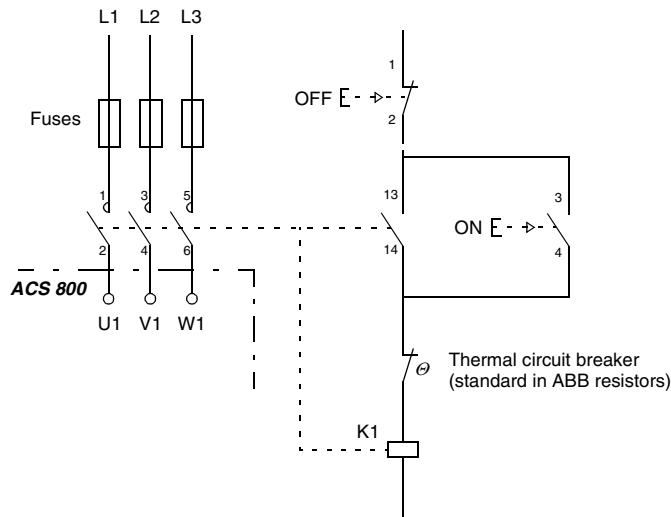 L1 L2 L3
Fuses
1 3 5
2 4 6
ACS 800
U1 V1 W1
1
OFF
2
13
14
3
ON
4
Θ
Thermal circuit breaker
(standard in ABB resistors)
K1